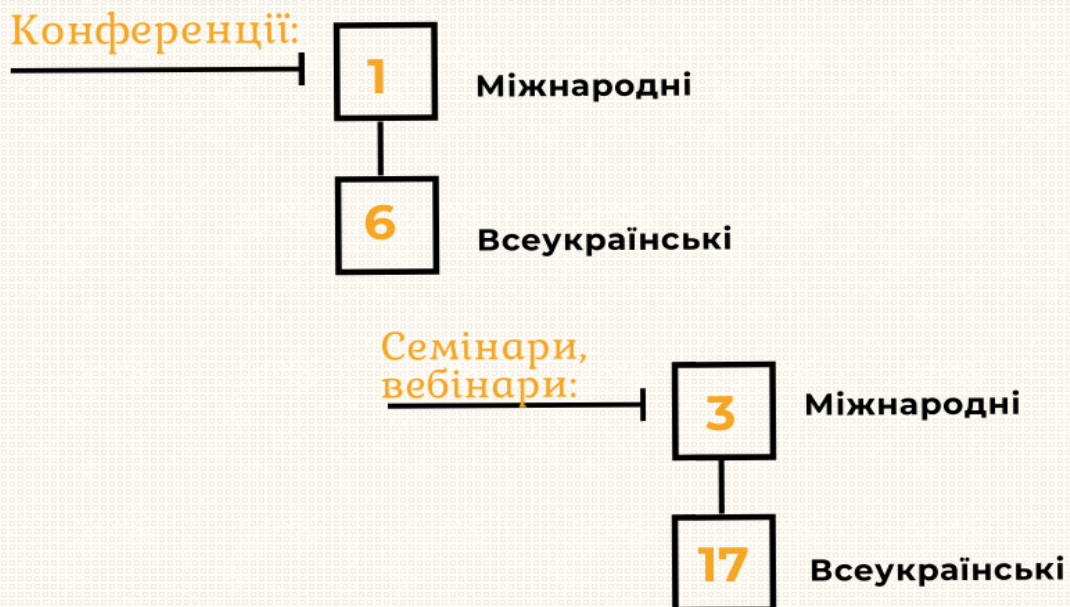 Конференції:
1
Міжнародні
6
Всеукраїнські
Семінари,
вебінари:
3
Міжнародні
17
Всеукраїнські